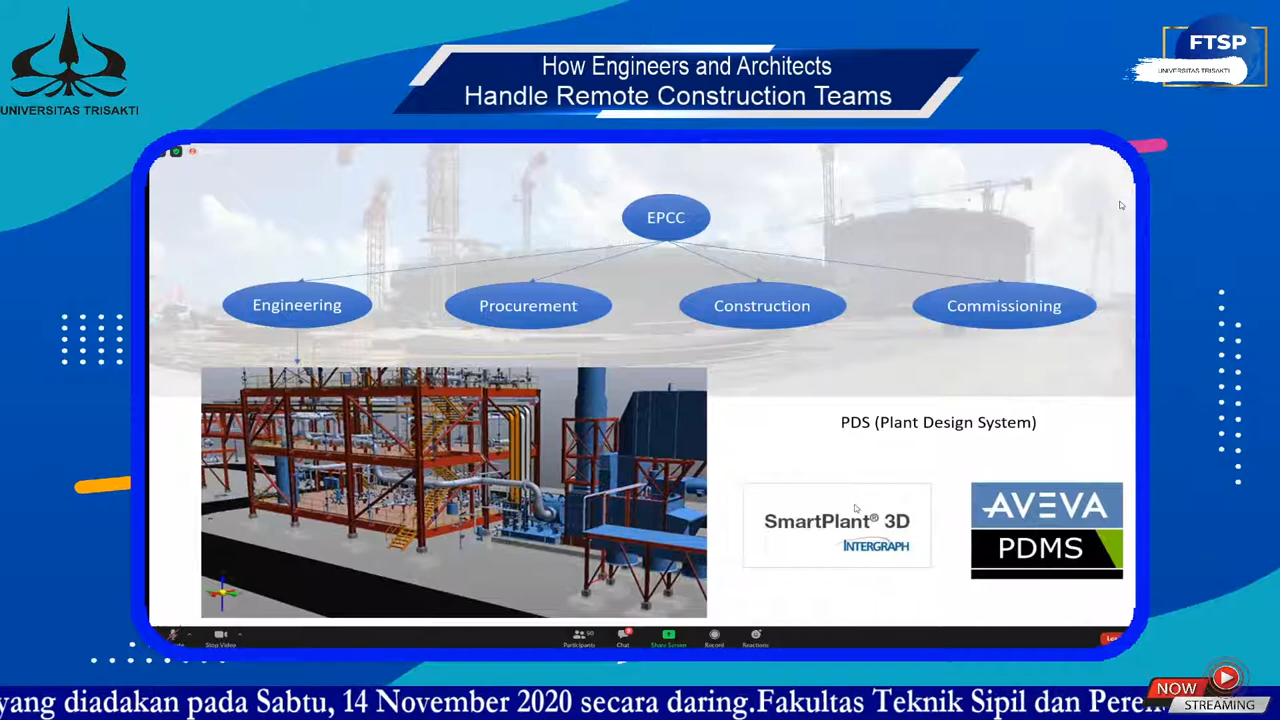 UNIVERSITAS TRISAKTI
How Engineers and Architects
Handle Remote Construction Teams
FTSP
UNIVERSITAS TRISAKTI
EPCC
Engineering
Procurement
Construction
Commissioning
PDS (Plant Design System)
SmartPlant® 3D
INTERGRAPH
AVEVA
PDMS
Stop Video
Participants
90
Chat
Share Screen
Record
Reactions
yang diadakan pada Sabtu, 14 November 2020 secara daring.Fakultas Teknik Sipil dan
NOW
STREAMING